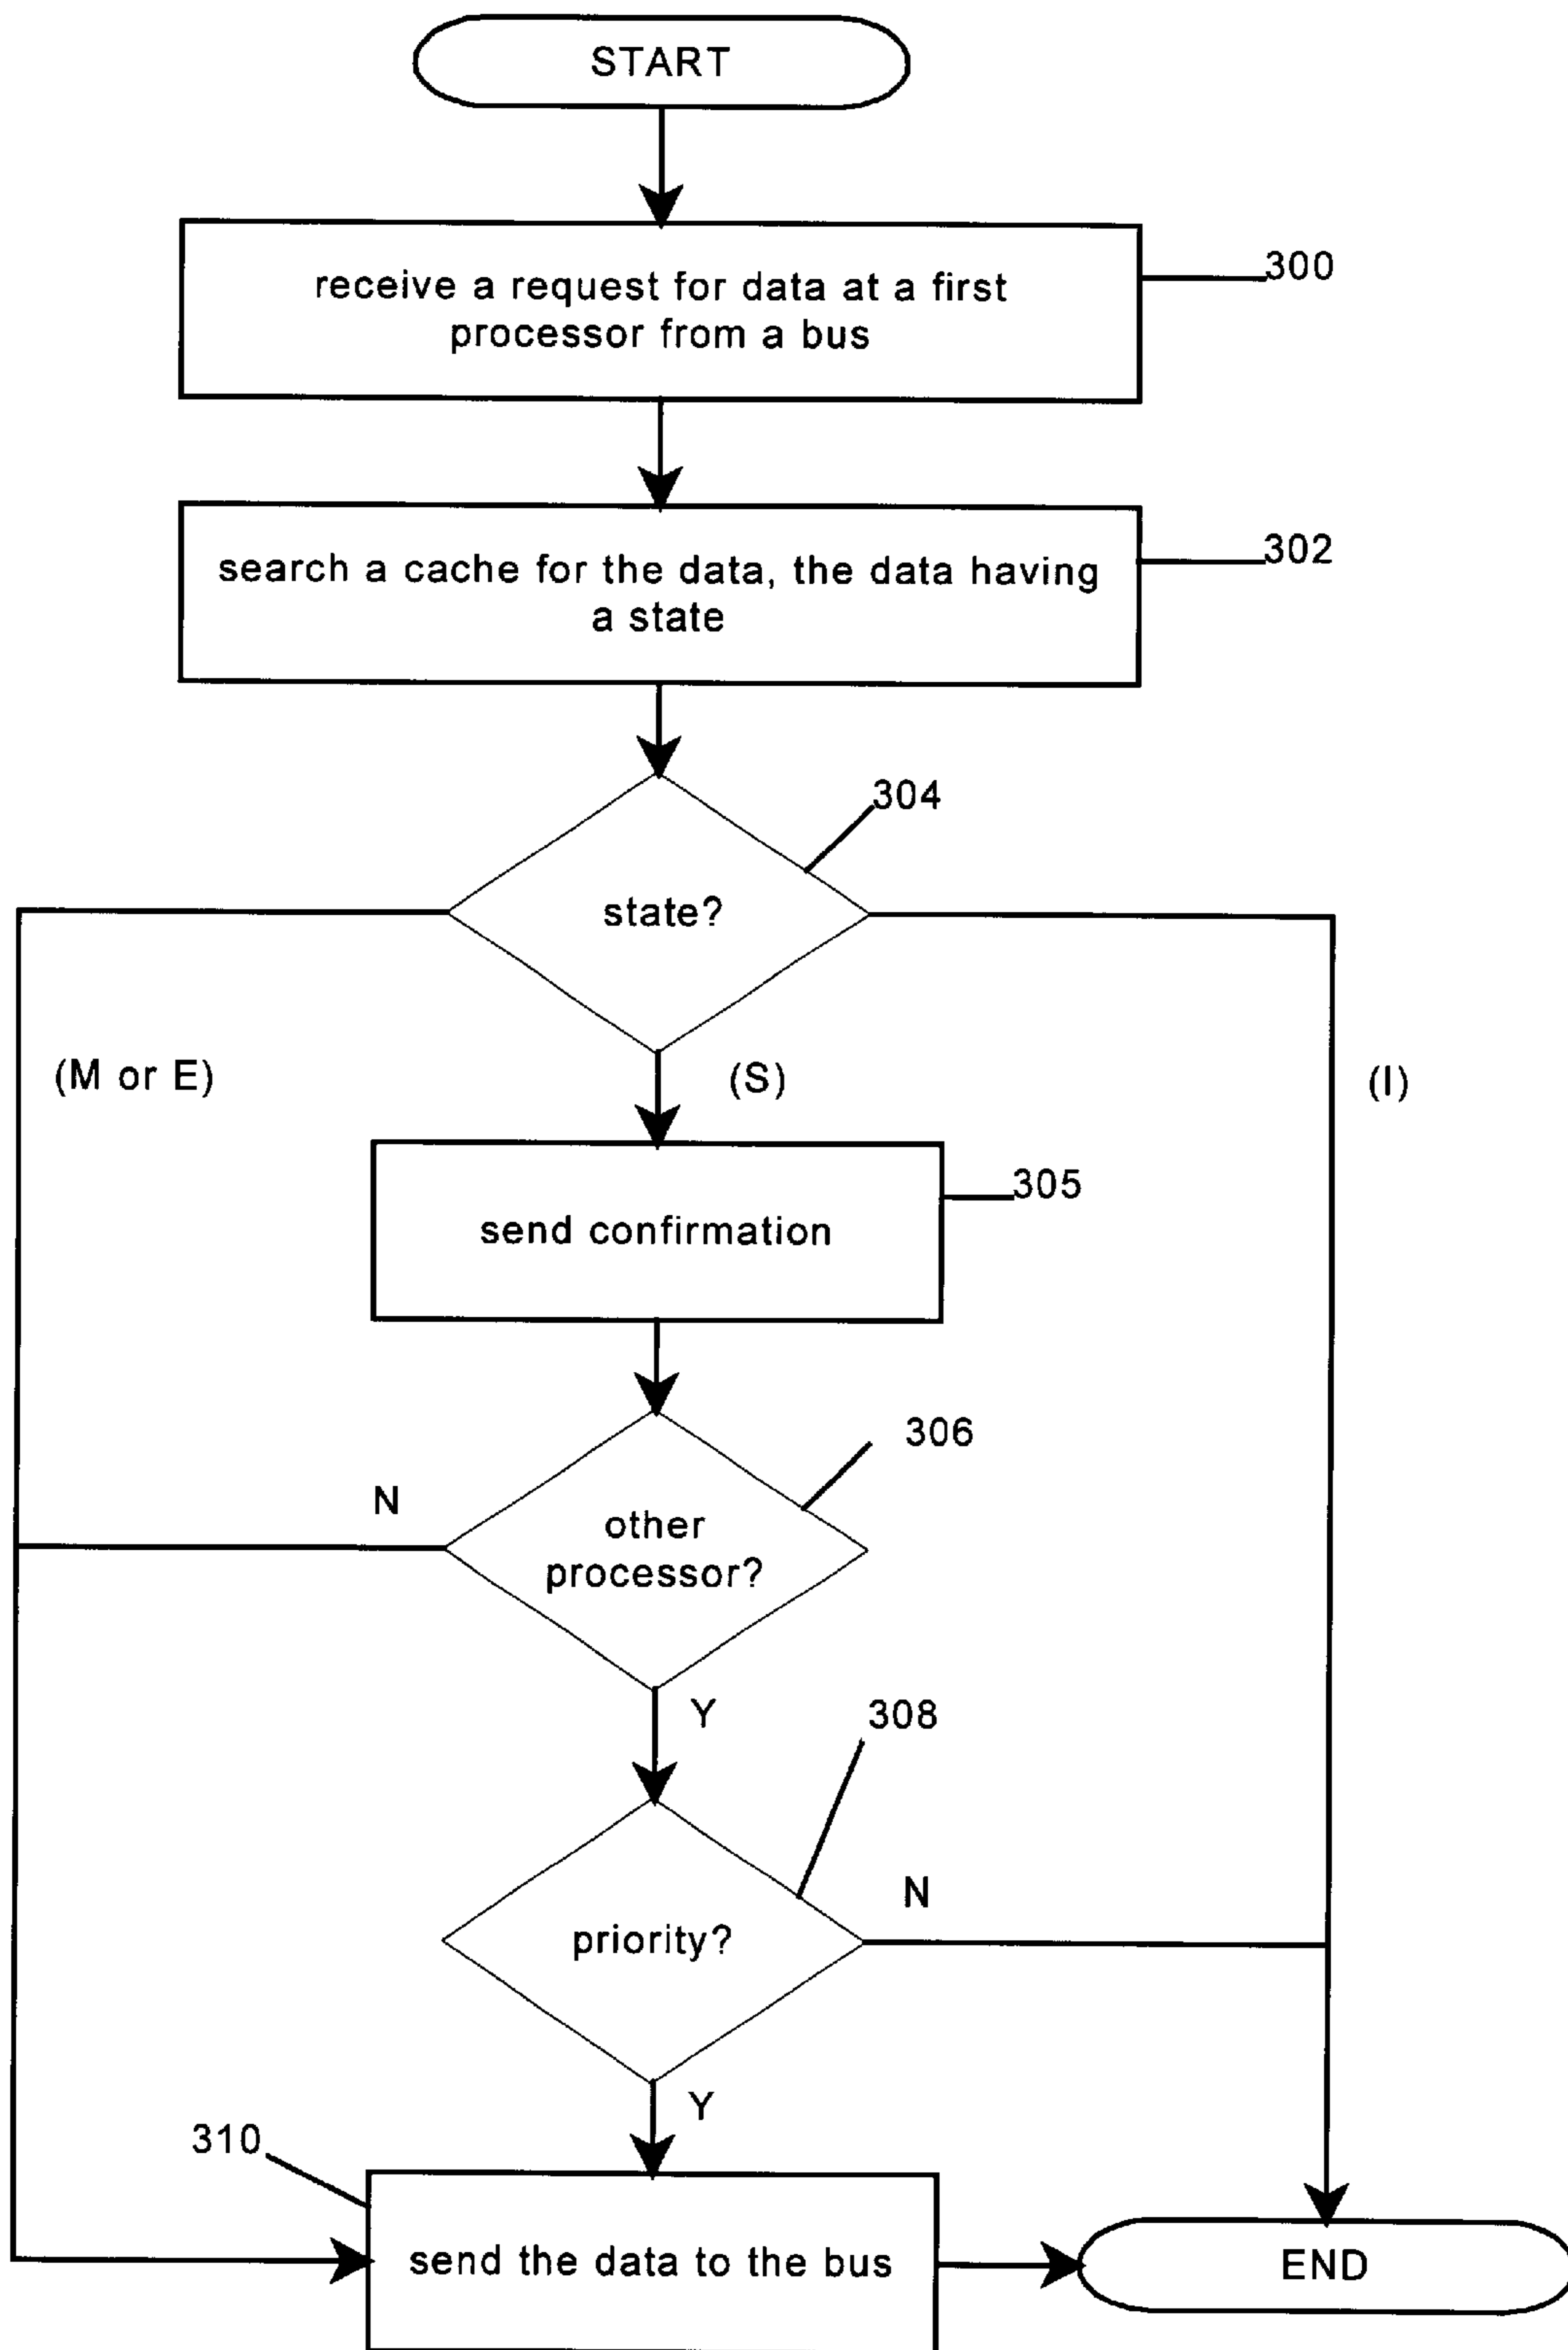 START
receive a request for data at a first
processor from a bus
300
search a cache for the data, the data having
a state
302
304
state?
(M or E)
(S)
(I)
send confirmation
305
306
N
other
processor?
Y
308
N
priority?
Y
310
send the data to the bus
END